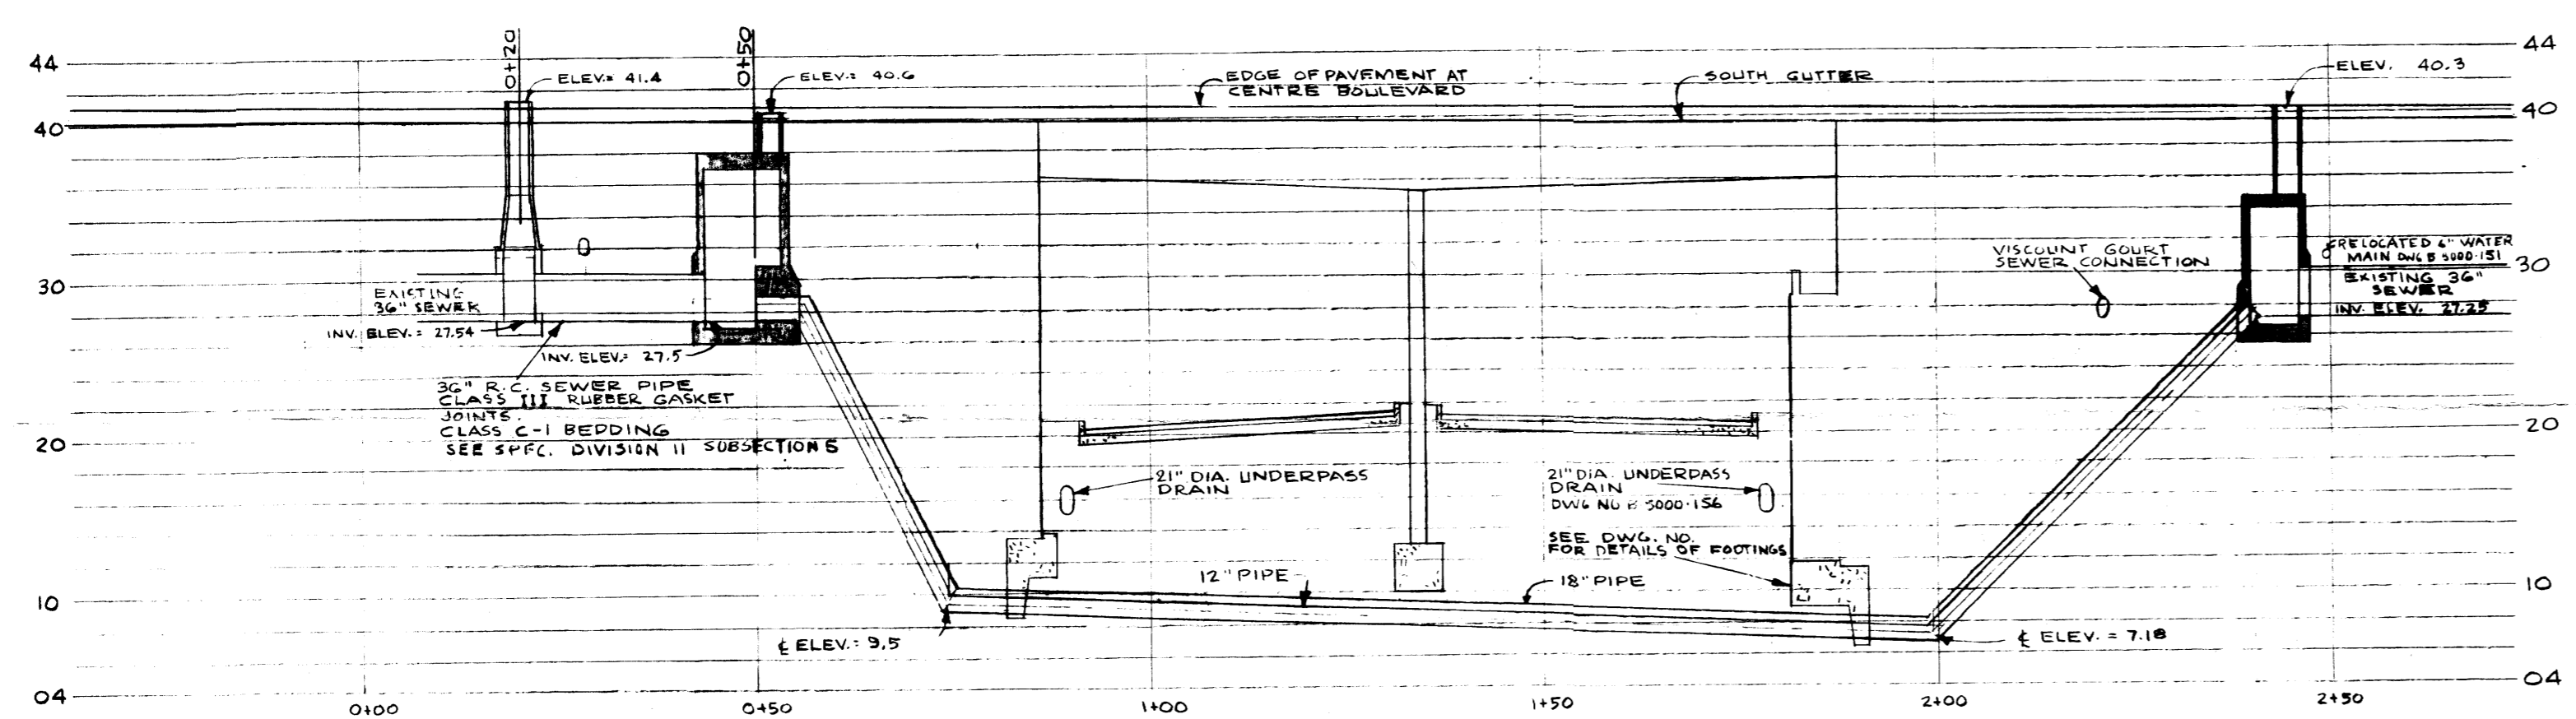 0+20
0+50
44
ELEV.= 41.4
ELEV.= 40.6
EDGE OF PAVEMENT AT
CENTRE BOULEVARD
SOUTH GUTTER
ELEV. 40.3
44
40
40
VISCOUNT COURT
SEWER CONNECTION
RELOCATED 6" WATER
MAIN DWG B 5000-151
30
30
EXISTING
36" SEWER
INV. ELEV.= 27.54
INV. ELEV.= 27.5
EXISTING 36"
SEWER
INV. ELEV. 27.25
36" R.C. SEWER PIPE
CLASS III RUBBER GASKET
JOINTS.
CLASS C-1 BEDDING
SEE SPEC. DIVISION II SUBSECTION 5
20
20
21" DIA. UNDERPASS
DRAIN
21" DIA. UNDERPASS
DRAIN
DWG NO B 5000-156
SEE DWG. NO.
FOR DETAILS OF FOOTINGS
12" PIPE
18" PIPE
10
10
℄ ELEV.= 9.5
℄ ELEV. = 7.18
04
04
0+00
0+50
1+00
1+50
2+00
2+50